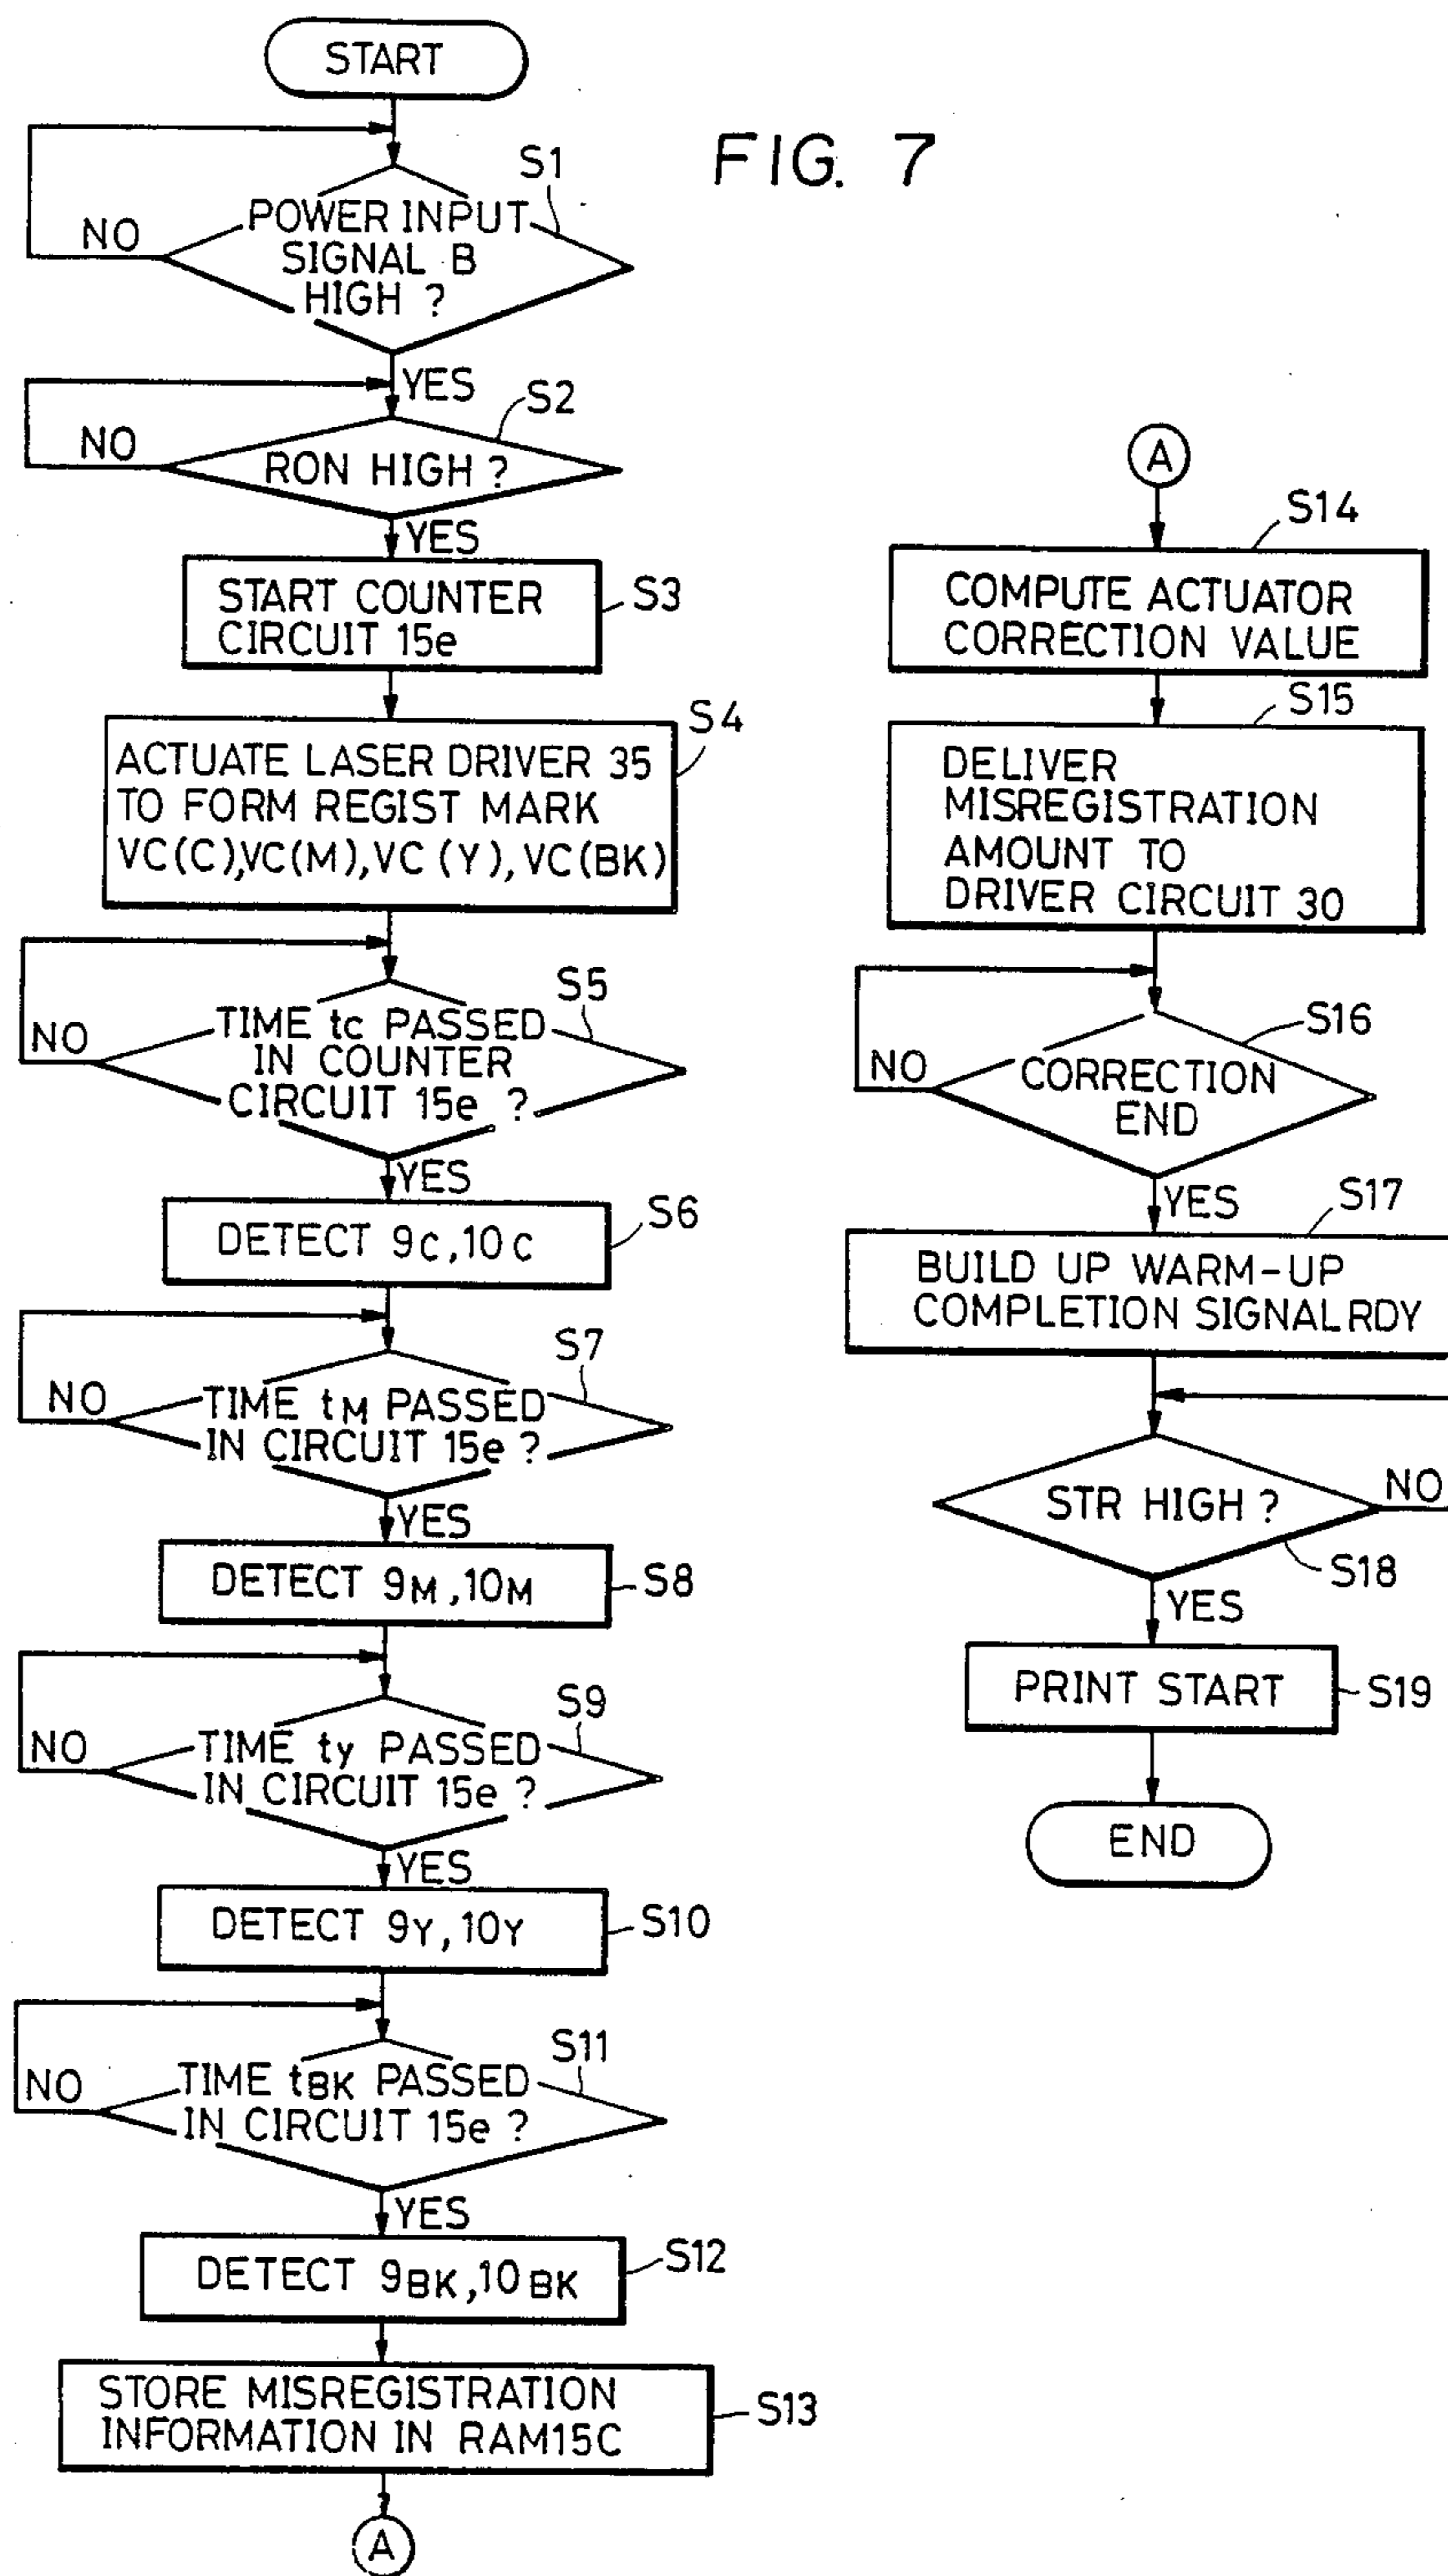 FIG. 7
START
S1
POWER INPUT
SIGNAL B
HIGH ?
NO
YES
S2
RON HIGH ?
NO
YES
START COUNTER
CIRCUIT 15e
S3
S4
ACTUATE LASER DRIVER 35
TO FORM REGIST MARK
VC(C),VC(M),VC(Y),VC(BK)
S5
TIME tc PASSED
IN COUNTER
CIRCUIT 15e ?
NO
YES
S6
DETECT 9C,10C
S7
TIME tM PASSED
IN CIRCUIT 15e ?
NO
YES
DETECT 9M,10M
S8
S9
TIME ty PASSED
IN CIRCUIT 15e ?
NO
YES
DETECT 9Y,10Y
S10
S11
TIME tBK PASSED
IN CIRCUIT 15e ?
NO
YES
S12
DETECT 9BK,10BK
STORE MISREGISTRATION
INFORMATION IN RAM15C
S13
A
A
S14
COMPUTE ACTUATOR
CORRECTION VALUE
S15
DELIVER
MISREGISTRATION
AMOUNT TO
DRIVER CIRCUIT 30
S16
CORRECTION
END
NO
YES
S17
BUILD UP WARM-UP
COMPLETION SIGNALRDY
STR HIGH ?
NO
S18
YES
PRINT START
S19
END